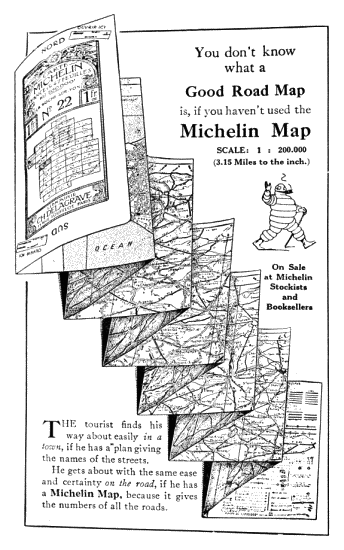 OUVRIR ICI
NORD
MICHELIN
Nº 22
1fr
CH. DELAGRAVE
SUD
OCEAN
You don't know
what a
Good Road Map
is, if you haven't used the
Michelin Map
SCALE: 1 : 200.000
(3.15 Miles to the inch.)
On Sale
at Michelin
Stockists
and
Booksellers
THE tourist finds his
way about easily in a
town, if he has a plan giving
the names of the streets.
He gets about with the same ease
and certainty on the road, if he has
a Michelin Map, because it gives
the numbers of all the roads.